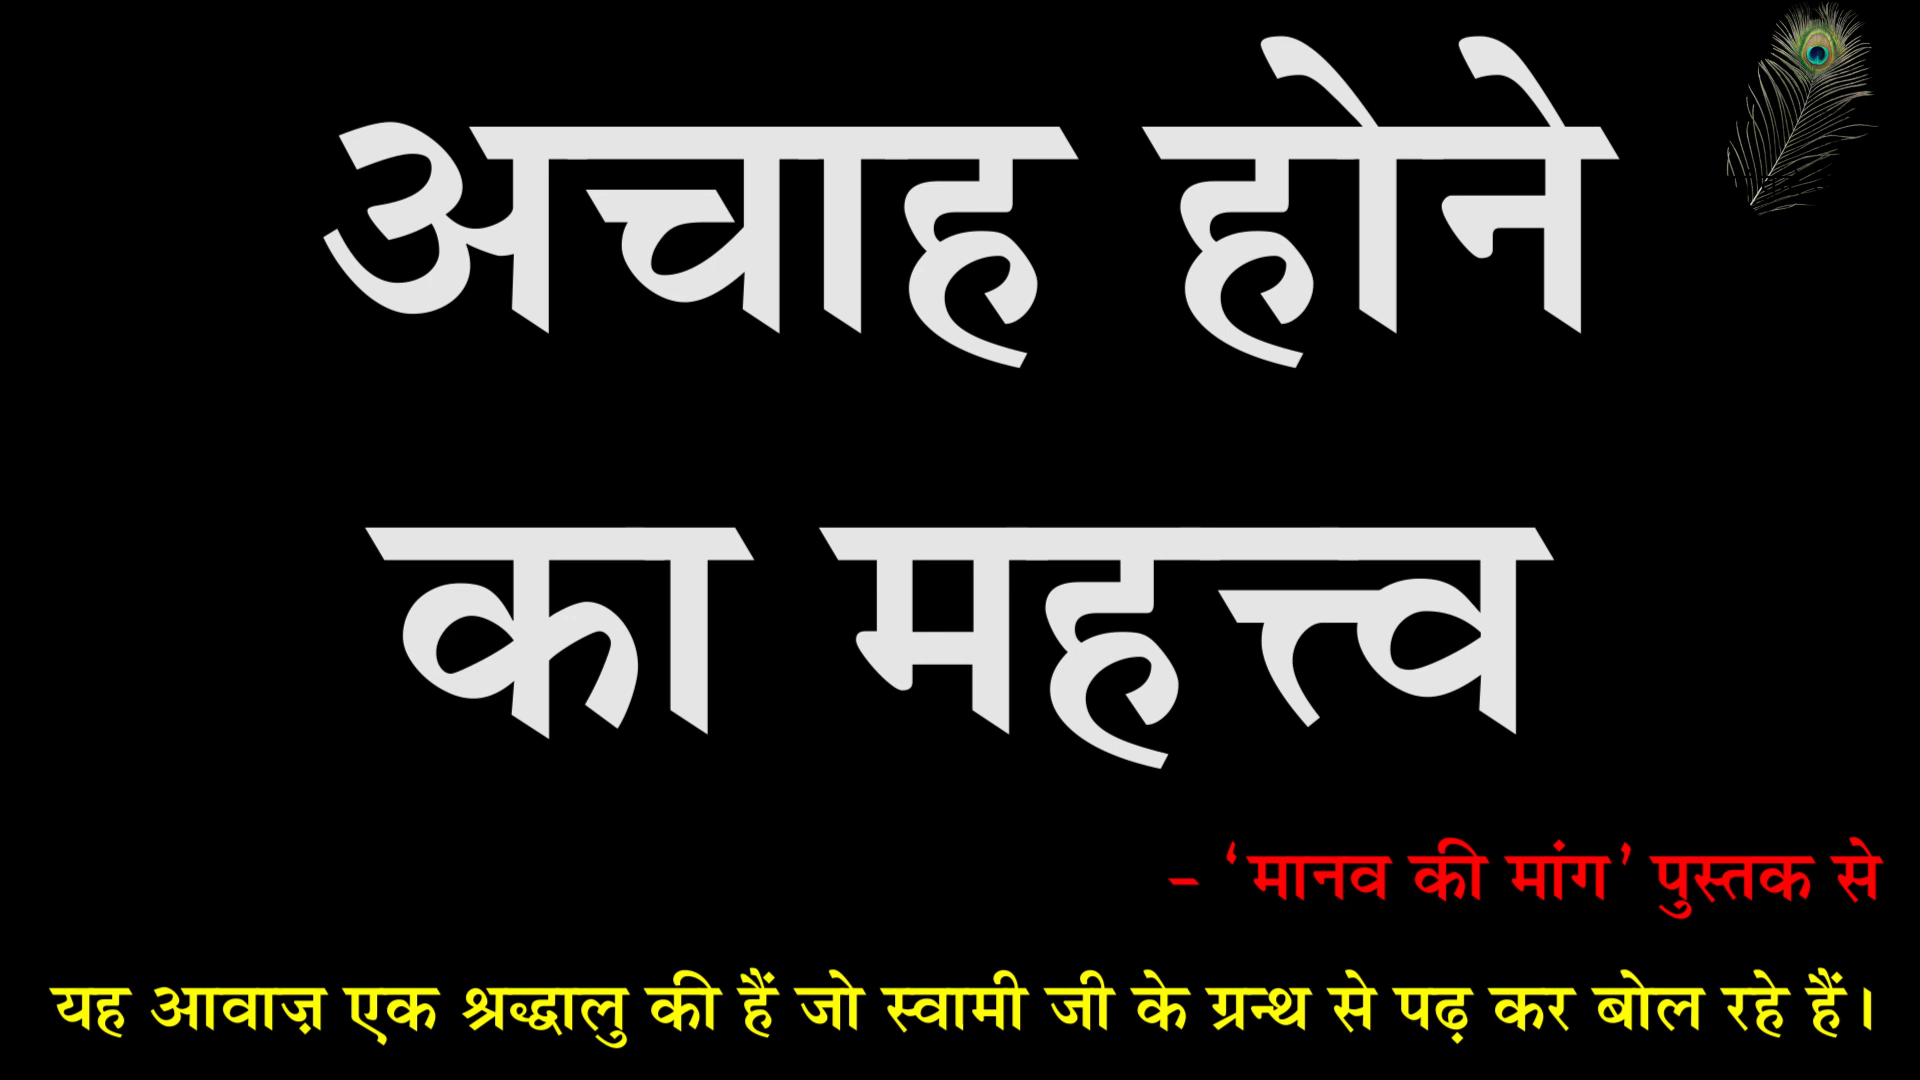 अचाह होने
का महत्त्व
– ‘मानव की मांग’ पुस्तक से
यह आवाज़ एक श्रद्धालु की हैं जो स्वामी जी के ग्रन्थ से पढ़ कर बोल रहे हैं।